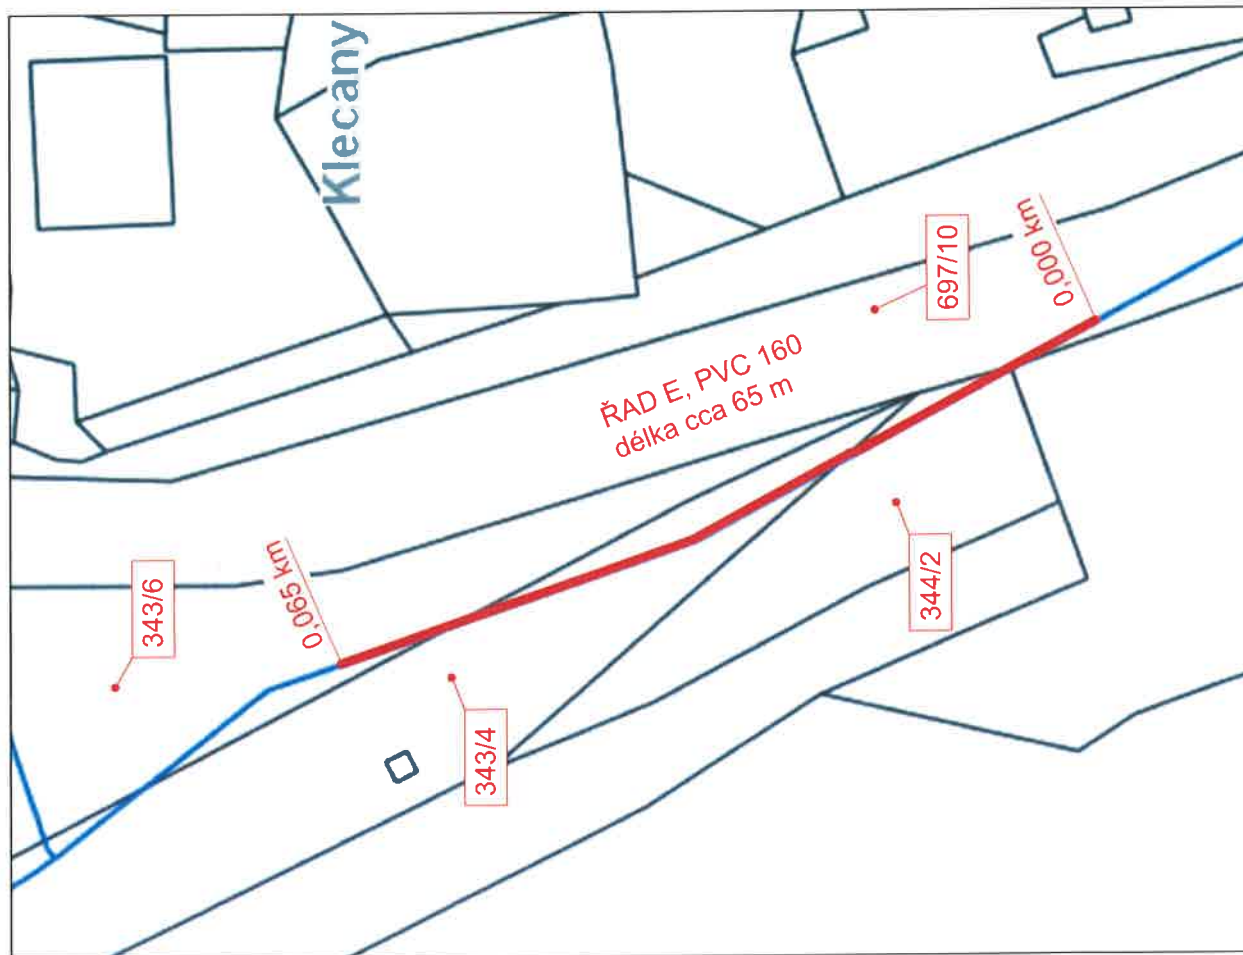 Klecany
697/10
0,000 km
ŘAD E, PVC 160
délka cca 65 m
343/6
0,065 km
344/2
343/4